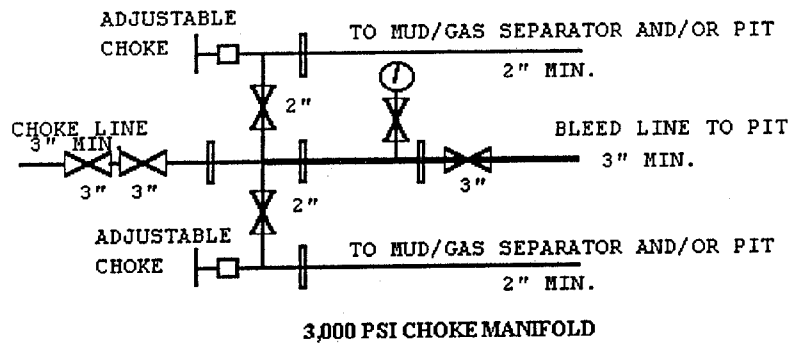 ADJUSTABLE
CHOKE
TO MUD/GAS SEPARATOR AND/OR PIT
2" MIN.
2"
CHOKE LINE
3" MIN.
BLEED LINE TO PIT
3" MIN.
3"
3"
3"
2"
ADJUSTABLE
CHOKE
TO MUD/GAS SEPARATOR AND/OR PIT
2" MIN.
3,000 PSI CHOKE MANIFOLD